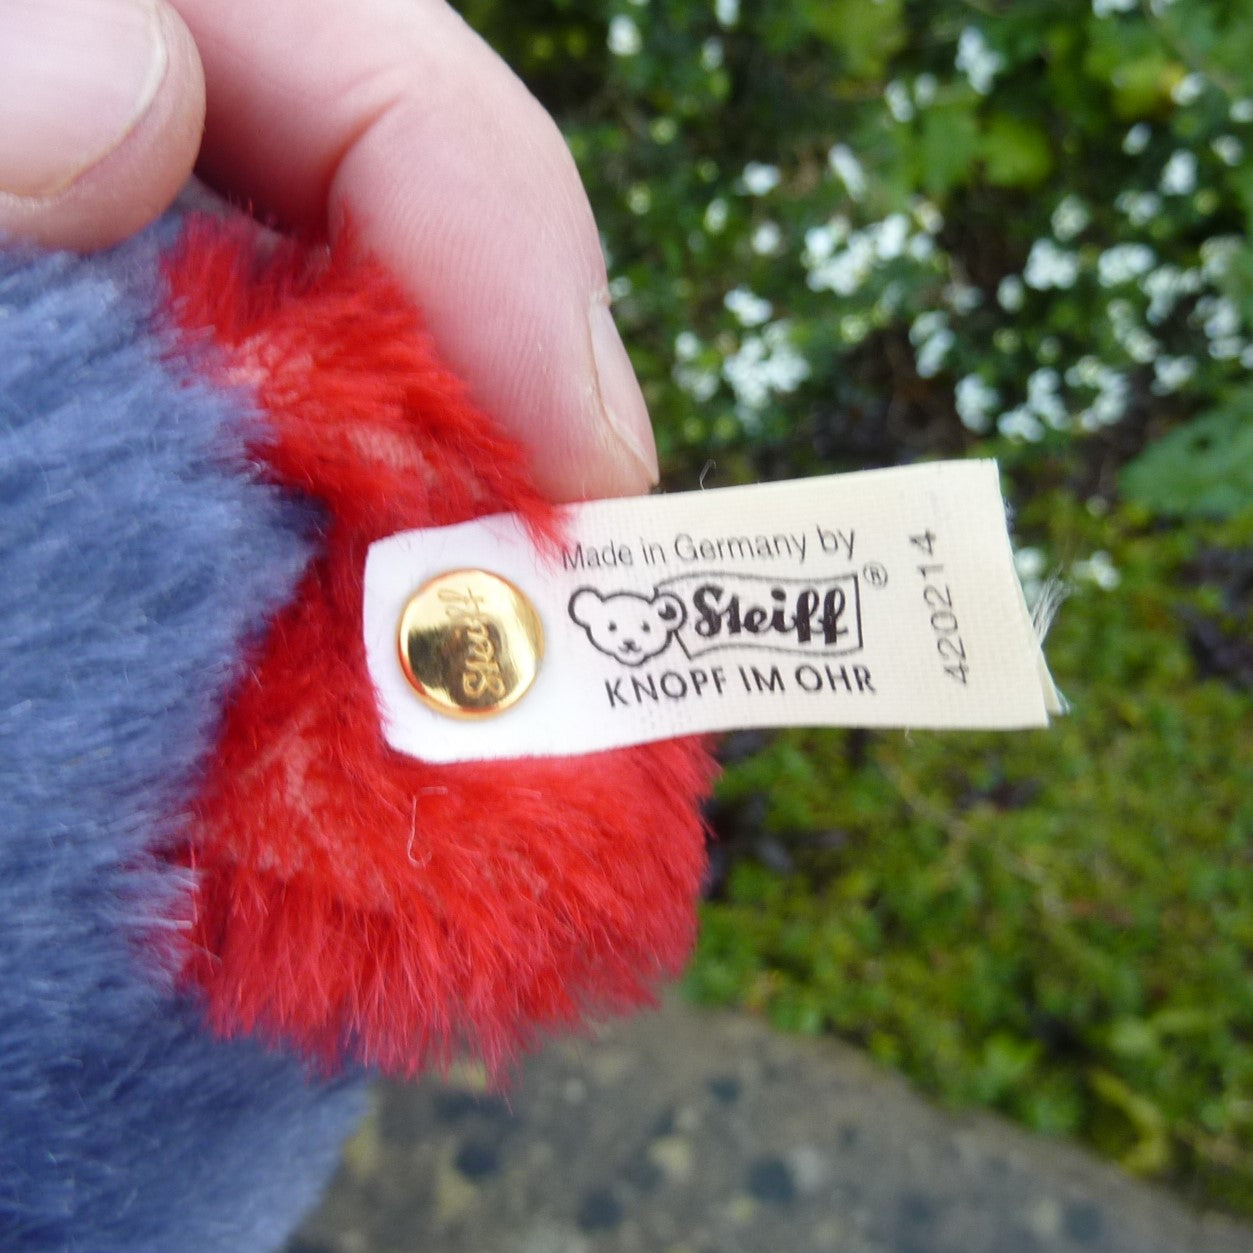 Steiff
Made in Germany by
Steiff®
KNOPF IM OHR
420214